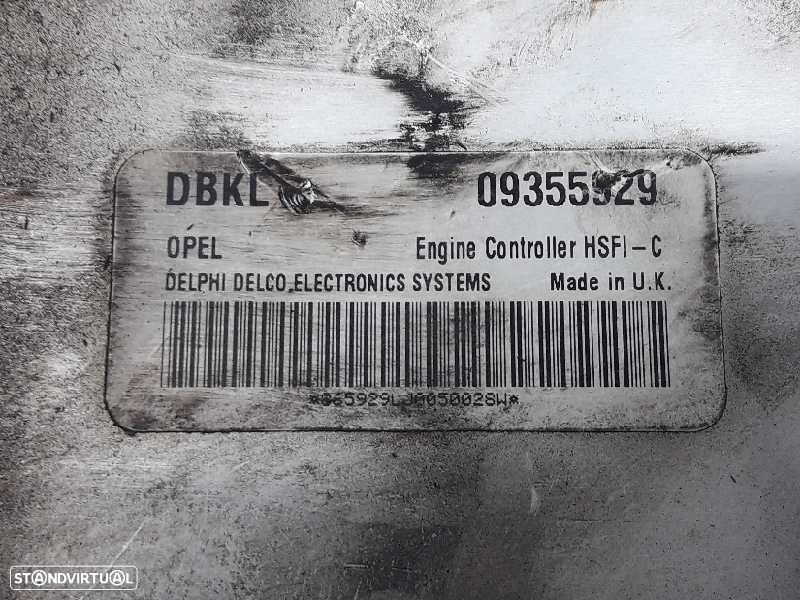 DBKL 09355929
OPEL Engine Controller HSFI-C
DELPHI DELCO ELECTRONICS SYSTEMS Made in U.K.
STANDVIRTUAL